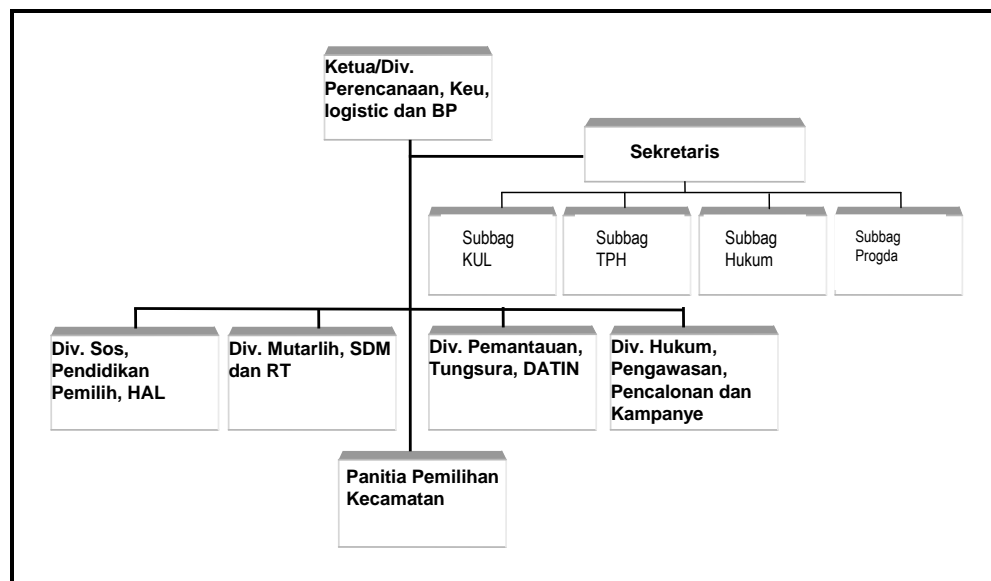 Ketua/Div.
Perencanaan, Keu,
logistic dan BP
Sekretaris
Subbag
KUL
Subbag
TPH
Subbag
Hukum
Subbag
Progda
Div. Sos,
Pendidikan
Pemilih, HAL
Div. Mutarlih, SDM
dan RT
Div. Pemantauan,
Tungsura, DATIN
Div. Hukum,
Pengawasan,
Pencalonan dan
Kampanye
Panitia Pemilihan
Kecamatan